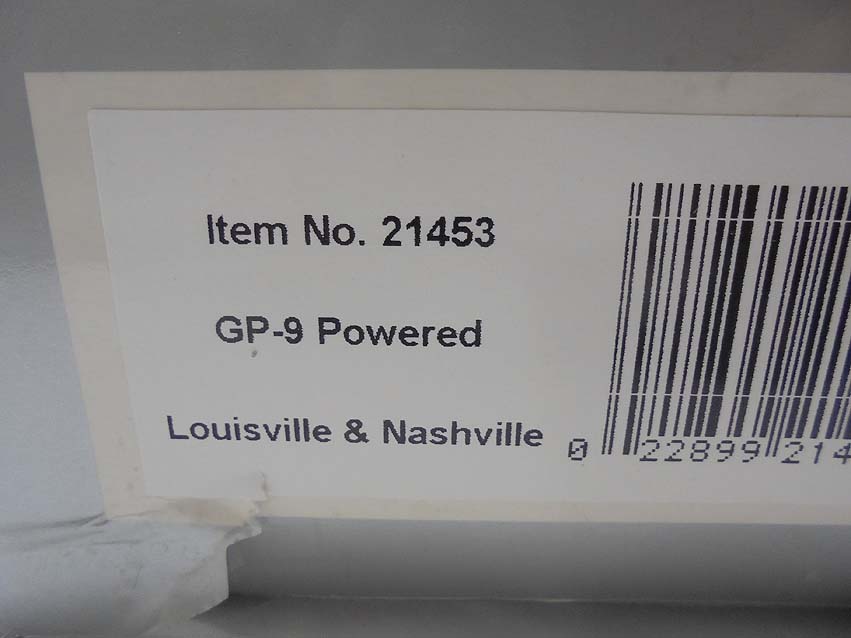 Item No. 21453
GP-9 Powered
Louisville & Nashville
0 22899 214